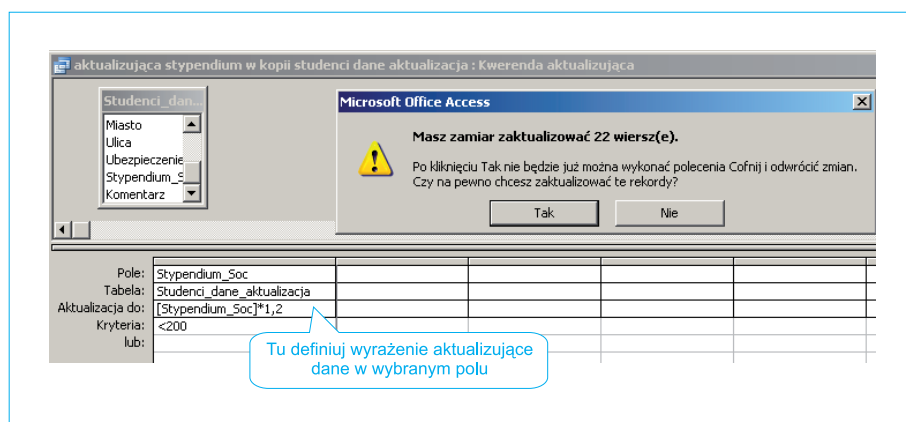 aktualizująca stypendium w kopii studenci dane aktualizacja : Kwerenda aktualizująca
Studenci_dan...
Miasto
Ulica
Ubezpieczenie
Stypendium_S
Komentarz
Microsoft Office Access
Masz zamiar zaktualizować 22 wiersz(e).
Po kliknięciu Tak nie będzie już można wykonać polecenia Cofnij i odwrócić zmian.
Czy na pewno chcesz zaktualizować te rekordy?
Tak
Nie
Pole: Stypendium_Soc
Tabela: Studenci_dane_aktualizacja
Aktualizacja do: [Stypendium_Soc]*1,2
Kryteria: <200
lub:
Tu definiuj wyrażenie aktualizujące
dane w wybranym polu